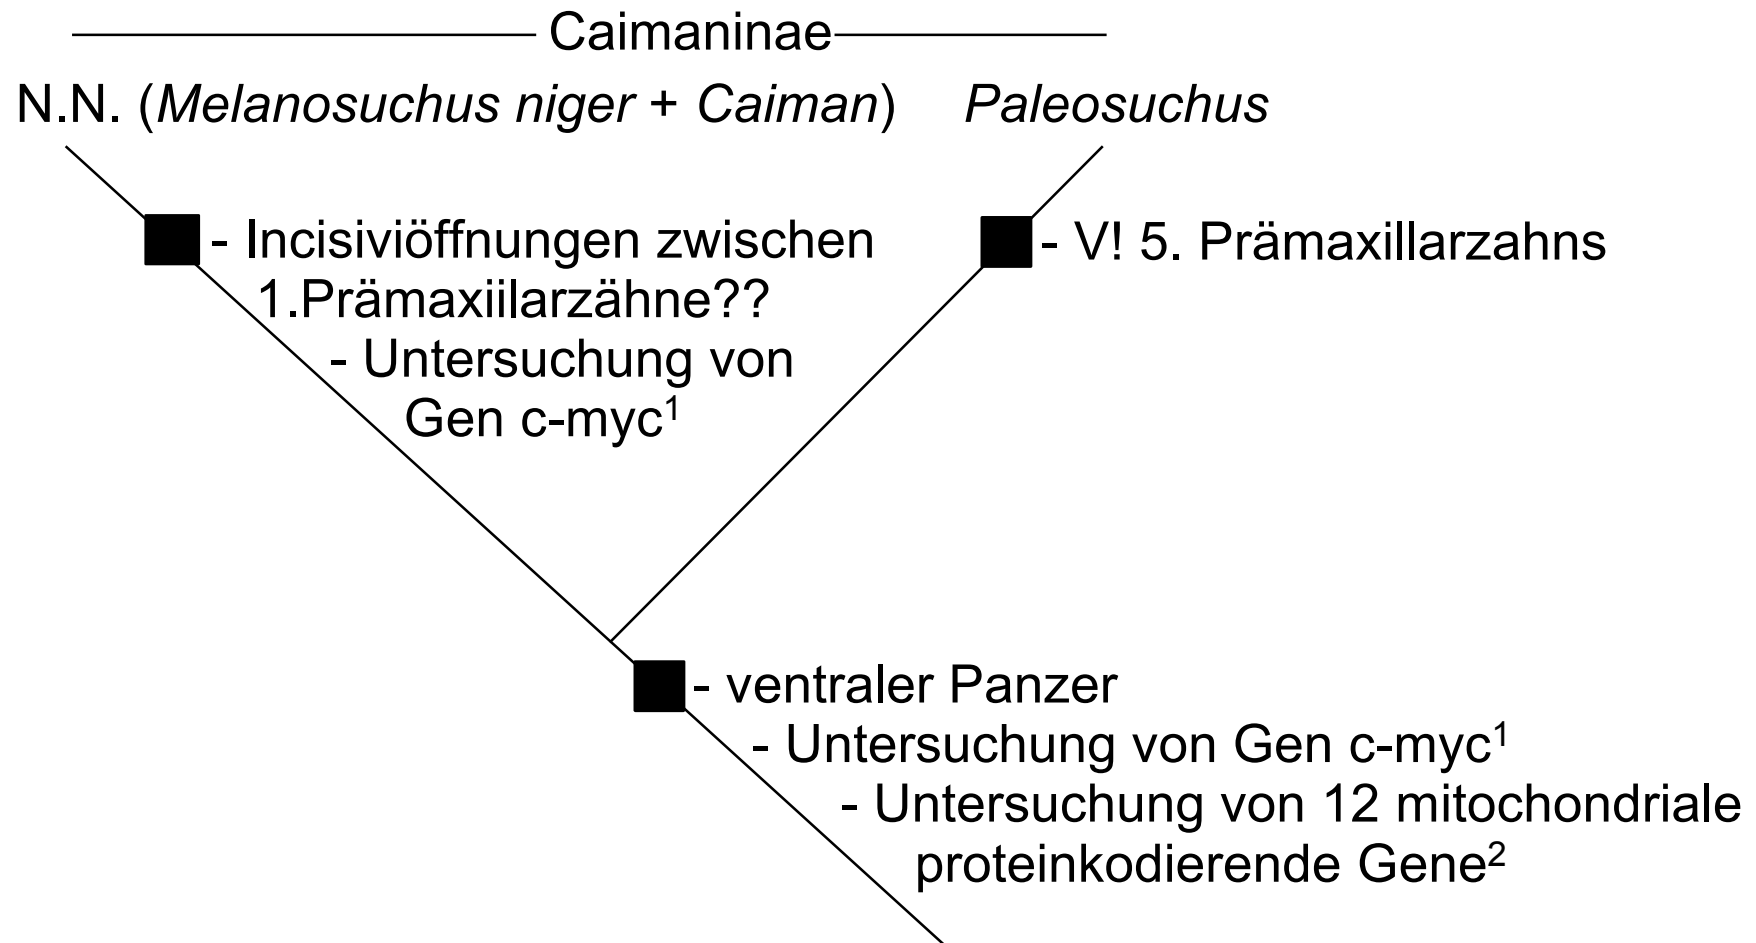 Caimaninae
N.N. (Melanosuchus niger + Caiman)
Paleosuchus
- Incisiviöffnungen zwischen
1.Prämaxiilarzähne??
- Untersuchung von
Gen c-myc¹
- V! 5. Prämaxillarzahns
- ventraler Panzer
- Untersuchung von Gen c-myc¹
- Untersuchung von 12 mitochondriale
proteinkodierende Gene²